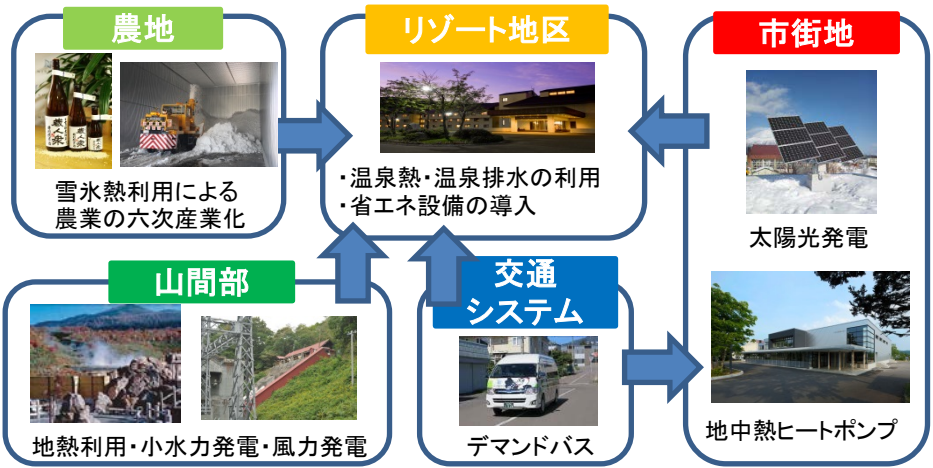 農地
蔵人衆
雪氷熱利用による
農業の六次産業化
リゾート地区
・温泉熱・温泉排水の利用
・省エネ設備の導入
市街地
太陽光発電
地中熱ヒートポンプ
山間部
地熱利用・小水力発電・風力発電
交通
システム
デマンドバス